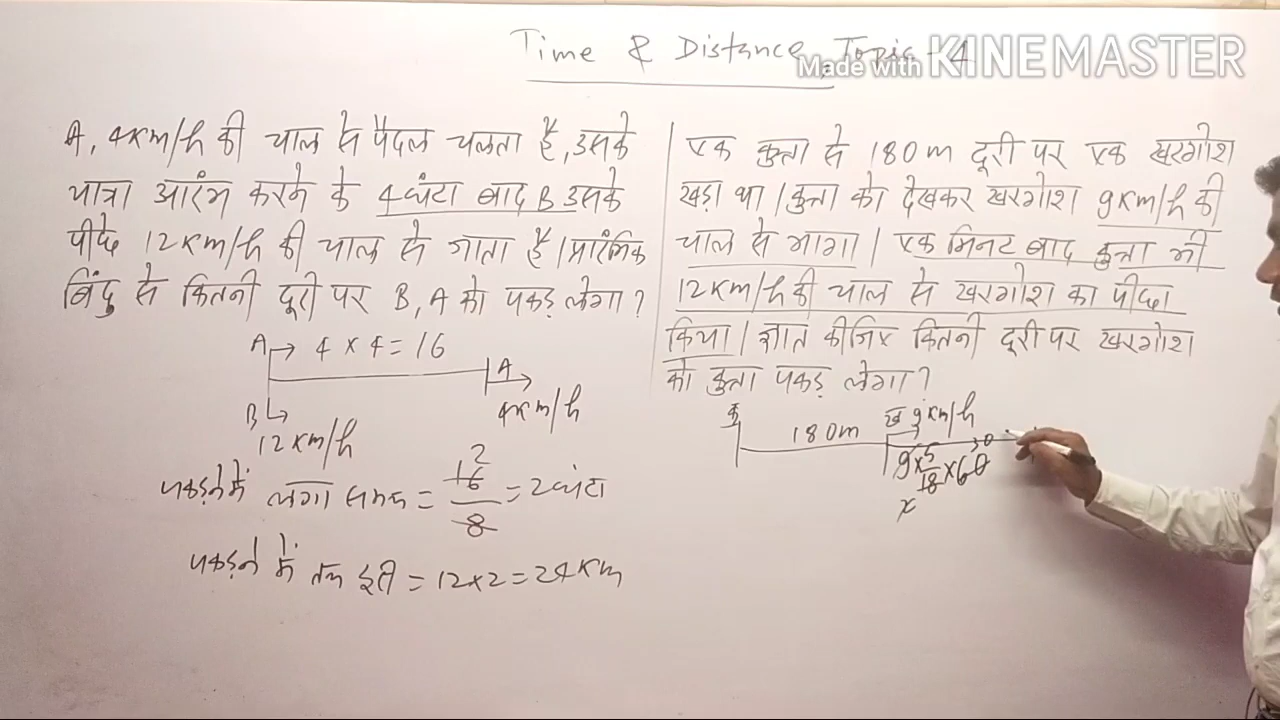 Time & Distance, Topic - 4
Made with KINEMASTER
A, 4Km/h की चाल से पैदल चलता है, उसके
यात्रा आरंभ करने के 4 घंटा बाद B उसके
पीछे 12Km/h की चाल से जाता है। प्रारंभिक
बिंदु से कितनी दूरी पर B, A को पकड़ लेगा?
A 4 × 4 = 16
A
4Km/h
B
12Km/h
पकड़ने में लगा समय = 16/8 = 2 घंटा
2
पकड़ने में तय दूरी = 12×2 = 24Km
एक कुत्ता से 180m दूरी पर एक खरगोश
खड़ा था। कुत्ता को देखकर खरगोश 9Km/h की
चाल से भागा। एक मिनट बाद कुत्ता भी
12Km/h की चाल से खरगोश का पीछा
किया। ज्ञात कीजिए कितनी दूरी पर खरगोश
को कुत्ता पकड़ लेगा?
क
180m
ख 9Km/h
9×5/18×60
30